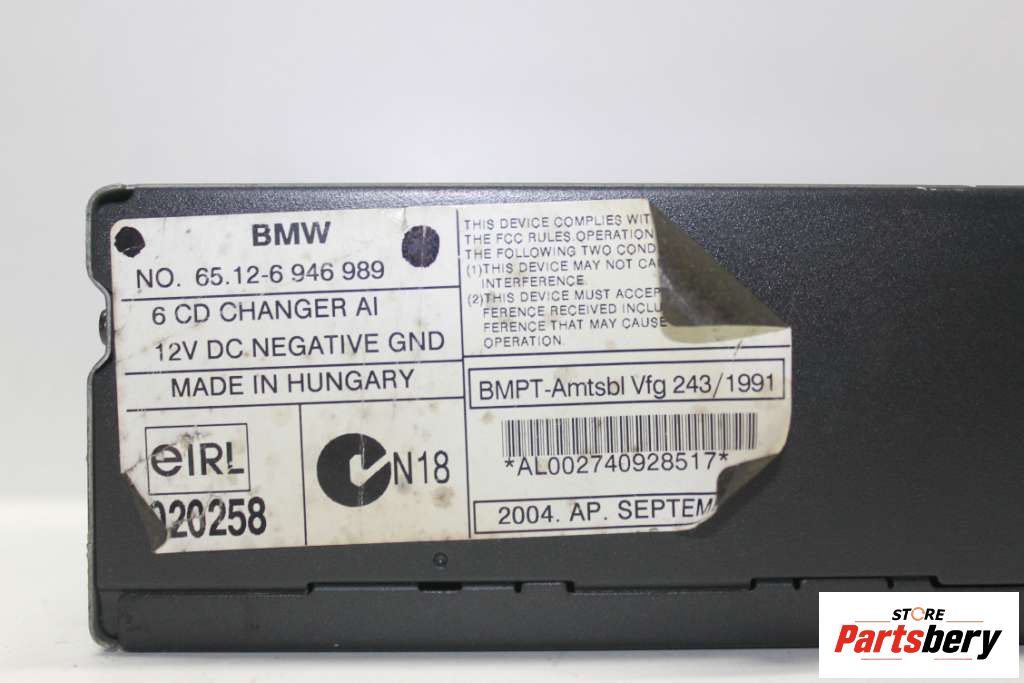 BMW
NO. 65.12-6 946 989
6 CD CHANGER AI
12V DC NEGATIVE GND
MADE IN HUNGARY
eIRL
020258
N18
THIS DEVICE COMPLIES WIT
THE FCC RULES OPERATION
THE FOLLOWING TWO COND
(1)THIS DEVICE MAY NOT CA
INTERFERENCE
(2)THIS DEVICE MUST ACCEP
FERENCE RECEIVED INCLU
FERENCE THAT MAY CAUSE
OPERATION.
BMPT-Amtsbl Vfg 243/1991
*AL002740928517*
2004. AP. SEPTEM
STORE
Partsbery